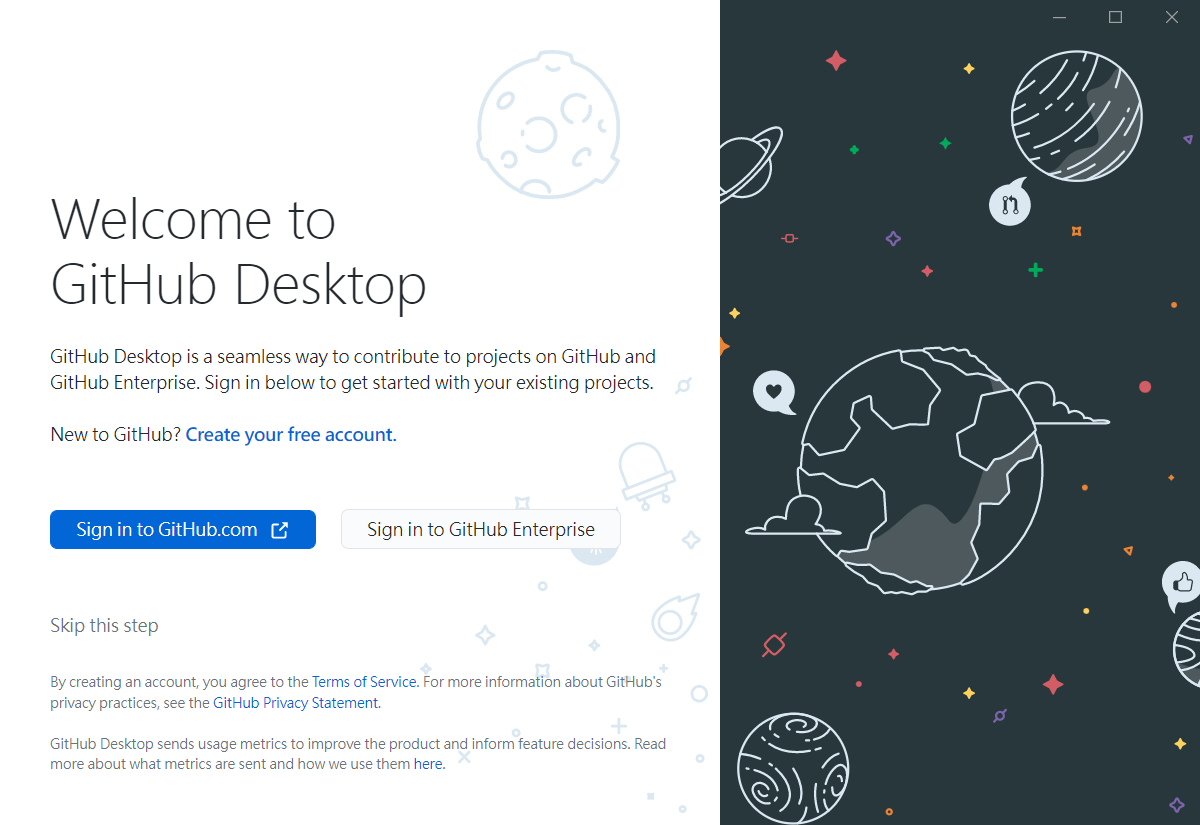 Welcome to
GitHub Desktop
GitHub Desktop is a seamless way to contribute to projects on GitHub and
GitHub Enterprise. Sign in below to get started with your existing projects.
New to GitHub? Create your free account.
Sign in to GitHub.com
Sign in to GitHub Enterprise
Skip this step
By creating an account, you agree to the Terms of Service. For more information about GitHub's
privacy practices, see the GitHub Privacy Statement.
GitHub Desktop sends usage metrics to improve the product and inform feature decisions. Read
more about what metrics are sent and how we use them here.